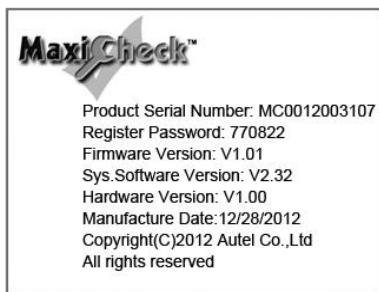 MaxiCheck™
Product Serial Number: MC0012003107
Register Password: 770822
Firmware Version: V1.01
Sys.Software Version: V2.32
Hardware Version: V1.00
Manufacture Date:12/28/2012
Copyright(C)2012 Autel Co.,Ltd
All rights reserved